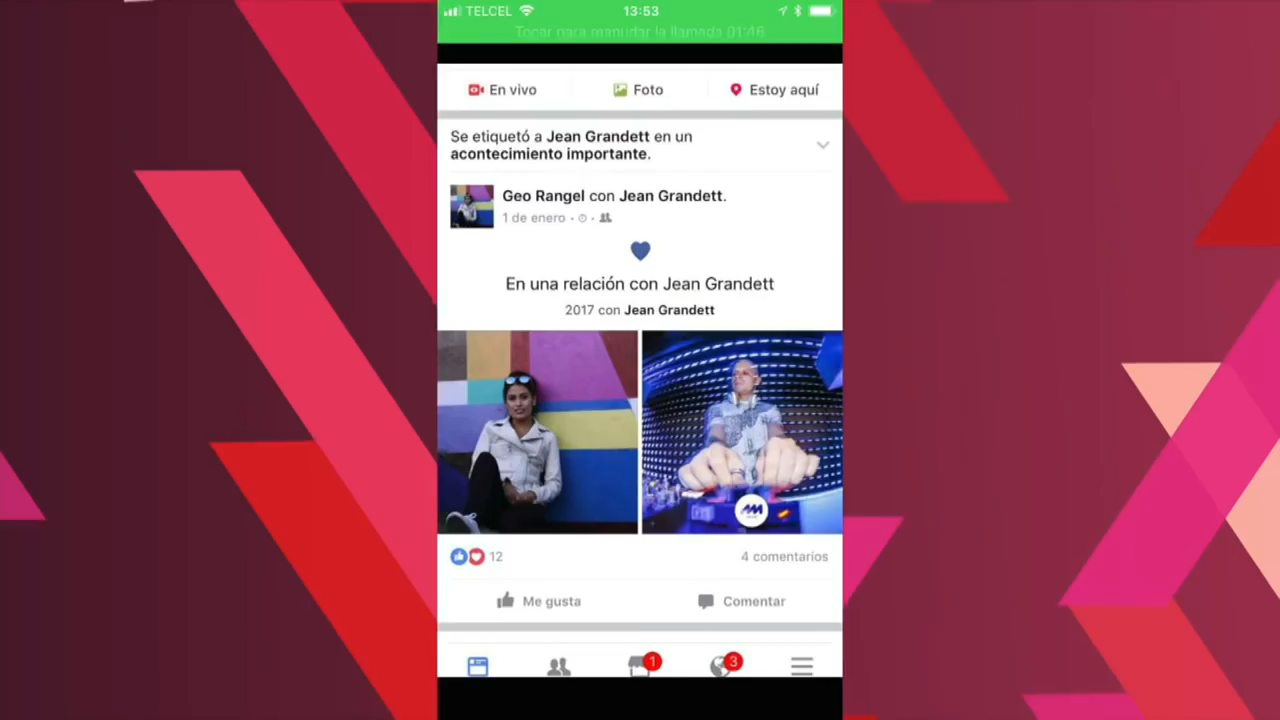 TELCEL 13:53
Tocar para reanudar la llamada 01:46
En vivo Foto Estoy aquí
Se etiquetó a Jean Grandett en un
acontecimiento importante.
Geo Rangel con Jean Grandett.
1 de enero
En una relación con Jean Grandett
2017 con Jean Grandett
12 4 comentarios
Me gusta Comentar
1 3